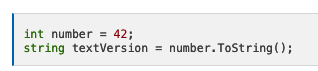 int number = 42;
string textVersion = number.ToString();